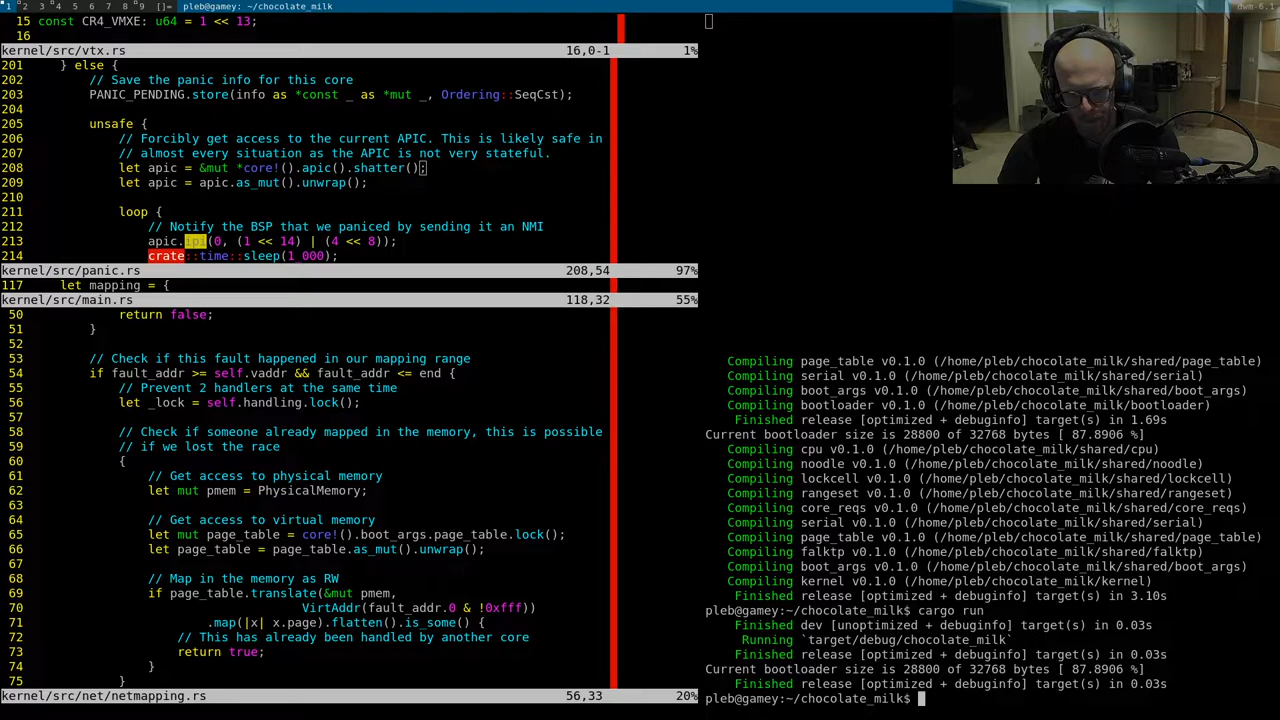 1 2 3 4 5 6 7 8 9 []= pleb@gamey: ~/chocolate_milk dwm-6.1
15 const CR4_VMXE: u64 = 1 << 13;
16
kernel/src/vtx.rs 16,0-1 1%
201 } else {
202 // Save the panic info for this core
203 PANIC_PENDING.store(info as *const _ as *mut _, Ordering::SeqCst);
204
205 unsafe {
206 // Forcibly get access to the current APIC. This is likely safe in
207 // almost every situation as the APIC is not very stateful.
208 let apic = &mut *core!().apic().shatter();
209 let apic = apic.as_mut().unwrap();
210
211 loop {
212 // Notify the BSP that we paniced by sending it an NMI
213 apic.ipi(0, (1 << 14) | (4 << 8));
214 crate::time::sleep(1_000);
kernel/src/panic.rs 208,54 97%
117 let mapping = {
kernel/src/main.rs 118,32 55%
50 return false;
51 }
52
53 // Check if this fault happened in our mapping range
54 if fault_addr >= self.vaddr && fault_addr <= end {
55 // Prevent 2 handlers at the same time
56 let _lock = self.handling.lock();
57
58 // Check if someone already mapped in the memory, this is possible
59 // if we lost the race
60 {
61 // Get access to physical memory
62 let mut pmem = PhysicalMemory;
63
64 // Get access to virtual memory
65 let mut page_table = core!().boot_args.page_table.lock();
66 let page_table = page_table.as_mut().unwrap();
67
68 // Map in the memory as RW
69 if page_table.translate(&mut pmem,
70 VirtAddr(fault_addr.0 & !0xfff))
71 .map(|x| x.page).flatten().is_some() {
72 // This has already been handled by another core
73 return true;
74 }
75 }
kernel/src/net/netmapping.rs 56,33 20%
Compiling page_table v0.1.0 (/home/pleb/chocolate_milk/shared/page_table)
Compiling serial v0.1.0 (/home/pleb/chocolate_milk/shared/serial)
Compiling boot_args v0.1.0 (/home/pleb/chocolate_milk/shared/boot_args)
Compiling bootloader v0.1.0 (/home/pleb/chocolate_milk/bootloader)
Finished release [optimized + debuginfo] target(s) in 1.69s
Current bootloader size is 28800 of 32768 bytes [ 87.8906 %]
Compiling cpu v0.1.0 (/home/pleb/chocolate_milk/shared/cpu)
Compiling noodle v0.1.0 (/home/pleb/chocolate_milk/shared/noodle)
Compiling lockcell v0.1.0 (/home/pleb/chocolate_milk/shared/lockcell)
Compiling rangeset v0.1.0 (/home/pleb/chocolate_milk/shared/rangeset)
Compiling core_reqs v0.1.0 (/home/pleb/chocolate_milk/shared/core_reqs)
Compiling serial v0.1.0 (/home/pleb/chocolate_milk/shared/serial)
Compiling page_table v0.1.0 (/home/pleb/chocolate_milk/shared/page_table)
Compiling falktp v0.1.0 (/home/pleb/chocolate_milk/shared/falktp)
Compiling boot_args v0.1.0 (/home/pleb/chocolate_milk/shared/boot_args)
Compiling kernel v0.1.0 (/home/pleb/chocolate_milk/kernel)
Finished release [optimized + debuginfo] target(s) in 3.10s
pleb@gamey:~/chocolate_milk$ cargo run
Finished dev [unoptimized + debuginfo] target(s) in 0.03s
Running `target/debug/chocolate_milk`
Finished release [optimized + debuginfo] target(s) in 0.03s
Current bootloader size is 28800 of 32768 bytes [ 87.8906 %]
Finished release [optimized + debuginfo] target(s) in 0.03s
pleb@gamey:~/chocolate_milk$